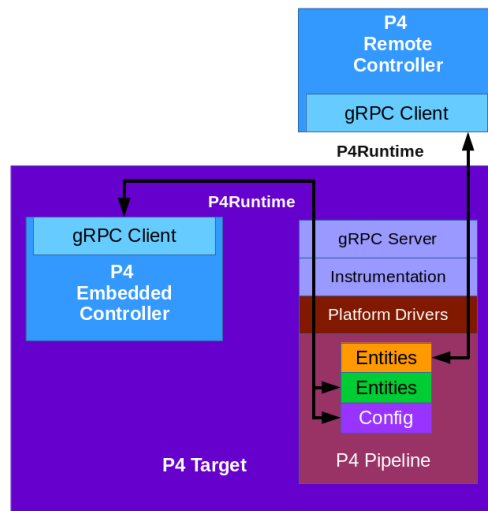 P4
Remote
Controller
gRPC Client
P4Runtime
P4Runtime
gRPC Client
P4
Embedded
Controller
gRPC Server
Instrumentation
Platform Drivers
Entities
Entities
Config
P4 Pipeline
P4 Target